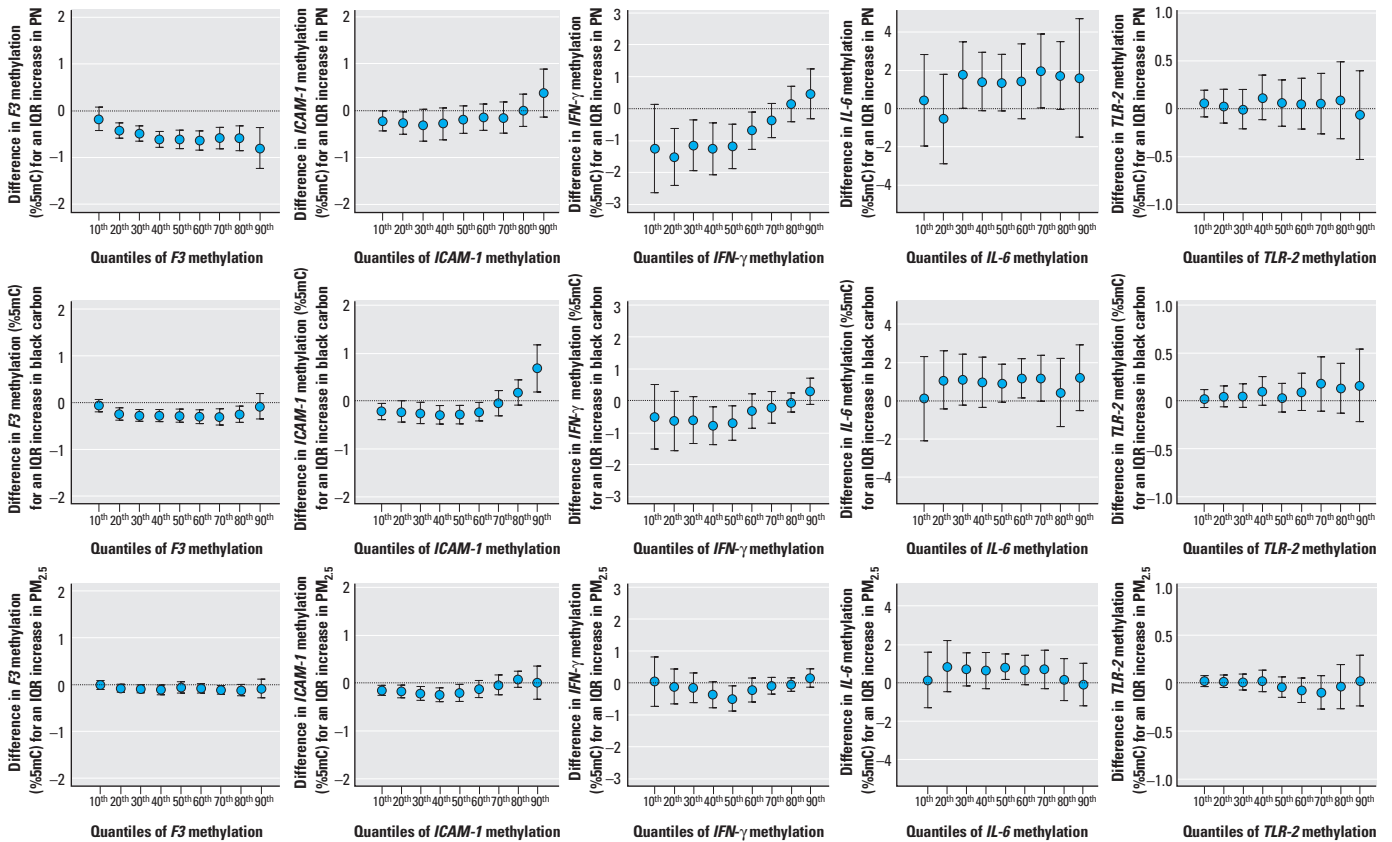 Difference in F3 methylation
(%5mC) for an IQR increase in PN
2
1
0
−1
−2
10th 20th 30th 40th 50th 60th 70th 80th 90th
Quantiles of F3 methylation
Difference in ICAM-1 methylation
(%5mC) for an IQR increase in PN
2
1
0
−1
−2
10th 20th 30th 40th 50th 60th 70th 80th 90th
Quantiles of ICAM-1 methylation
Difference in IFN-γ methylation
(%5mC) for an IQR increase in PN
3
2
1
0
−1
−2
−3
10th 20th 30th 40th 50th 60th 70th 80th 90th
Quantiles of IFN-γ methylation
Difference in IL-6 methylation
(%5mC) for an IQR increase in PN
4
2
0
−2
−4
10th 20th 30th 40th 50th 60th 70th 80th 90th
Quantiles of IL-6 methylation
Difference in TLR-2 methylation
(%5mC) for an IQR increase in PN
1.0
0.5
0
−0.5
−1.0
10th 20th 30th 40th 50th 60th 70th 80th 90th
Quantiles of TLR-2 methylation
Difference in F3 methylation (%5mC)
for an IQR increase in black carbon
2
1
0
−1
−2
10th 20th 30th 40th 50th 60th 70th 80th 90th
Quantiles of F3 methylation
Difference in ICAM-1 methylation (%5mC)
for an IQR increase in black carbon
2
1
0
−1
−2
10th 20th 30th 40th 50th 60th 70th 80th 90th
Quantiles of ICAM-1 methylation
Difference in IFN-γ methylation (%5mC)
for an IQR increase in black carbon
3
2
1
0
−1
−2
−3
10th 20th 30th 40th 50th 60th 70th 80th 90th
Quantiles of IFN-γ methylation
Difference in IL-6 methylation (%5mC)
for an IQR increase in black carbon
4
2
0
−2
−4
10th 20th 30th 40th 50th 60th 70th 80th 90th
Quantiles of IL-6 methylation
Difference in TLR-2 methylation (%5mC)
for an IQR increase in black carbon
1.0
0.5
0
−0.5
−1.0
10th 20th 30th 40th 50th 60th 70th 80th 90th
Quantiles of TLR-2 methylation
Difference in F3 methylation
(%5mC) for an IQR increase in PM2.5
2
1
0
−1
−2
10th 20th 30th 40th 50th 60th 70th 80th 90th
Quantiles of F3 methylation
Difference in ICAM-1 methylation
(%5mC) for an IQR increase in PM2.5
2
1
0
−1
−2
10th 20th 30th 40th 50th 60th 70th 80th 90th
Quantiles of ICAM-1 methylation
Difference in IFN-γ methylation
(%5mC) for an IQR increase in PM2.5
3
2
1
0
−1
−2
−3
10th 20th 30th 40th 50th 60th 70th 80th 90th
Quantiles of IFN-γ methylation
Difference in IL-6 methylation
(%5mC) for an IQR increase in PM2.5
4
2
0
−2
−4
10th 20th 30th 40th 50th 60th 70th 80th 90th
Quantiles of IL-6 methylation
Difference in TLR-2 methylation
(%5mC) for an IQR increase in PM2.5
1.0
0.5
0
−0.5
−1.0
10th 20th 30th 40th 50th 60th 70th 80th 90th
Quantiles of TLR-2 methylation